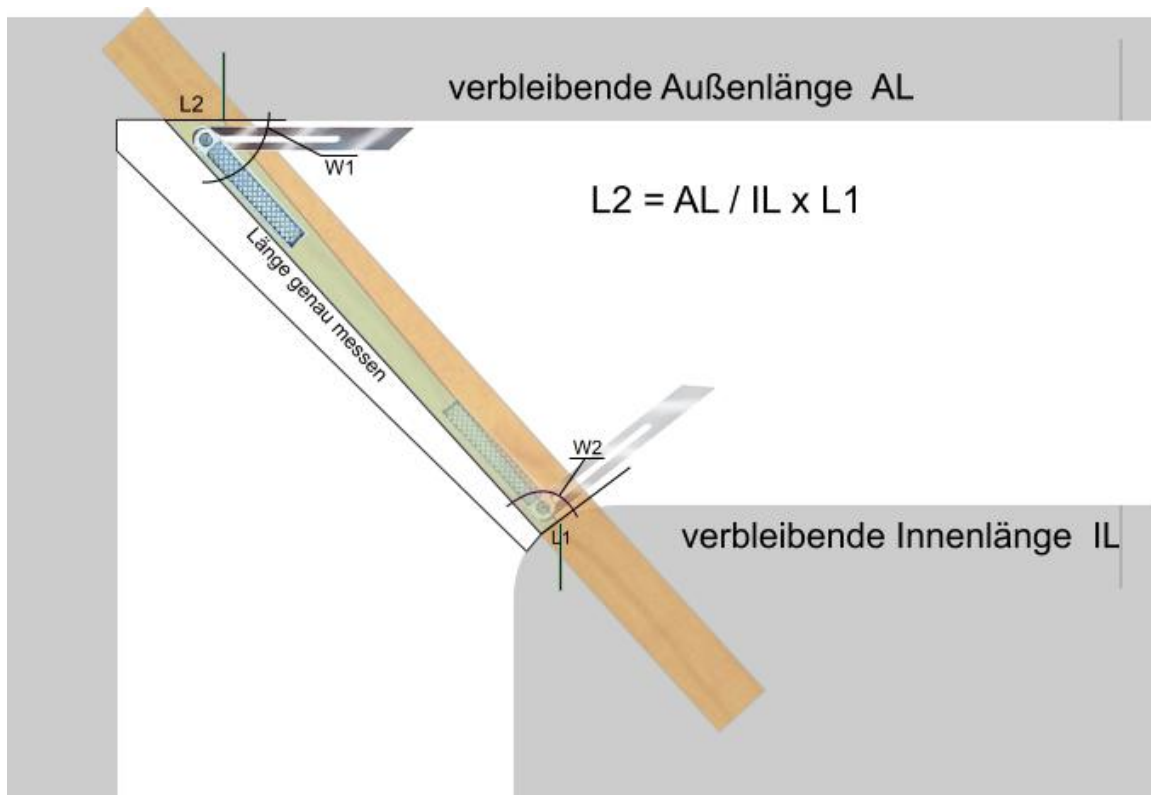 verbleibende Außenlänge AL
L2
W1
L2 = AL / IL x L1
Länge genau messen
W2
L1
verbleibende Innenlänge IL